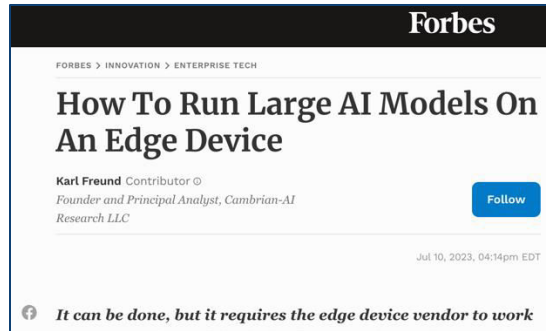 Forbes
FORBES > INNOVATION > ENTERPRISE TECH
How To Run Large AI Models On
An Edge Device
Karl Freund Contributor
Founder and Principal Analyst, Cambrian-AI
Research LLC
Follow
Jul 10, 2023, 04:14pm EDT
It can be done, but it requires the edge device vendor to work